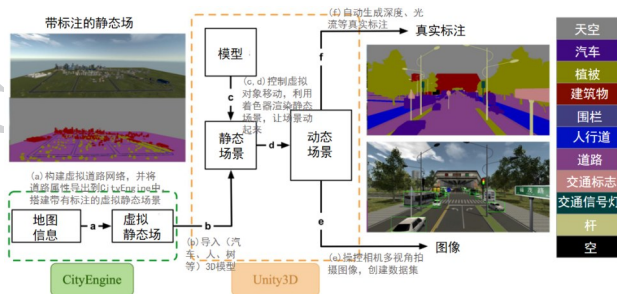 带标注的静态场
(f)自动生成深度、光
流等真实标注
真实标注
模型
f
(c,d)控制虚拟
对象移动,利用
着色器渲染静态
场景,让场景动
起来
c
静态
场景
d
动态
场景
(a)构建虚拟道路网络,并将
道路属性导出到CityEngine中,
搭建带有标注的虚拟静态场景
地图
信息
a
虚拟
静态场
b
e
(b)导入(汽
车、人、树
等)3D模型
(e)操控相机多视角拍
摄图像,创建数据集
图像
CityEngine
Unity3D
天空
汽车
植被
建筑物
围栏
人行道
道路
交通标志
交通信号灯
杆
空